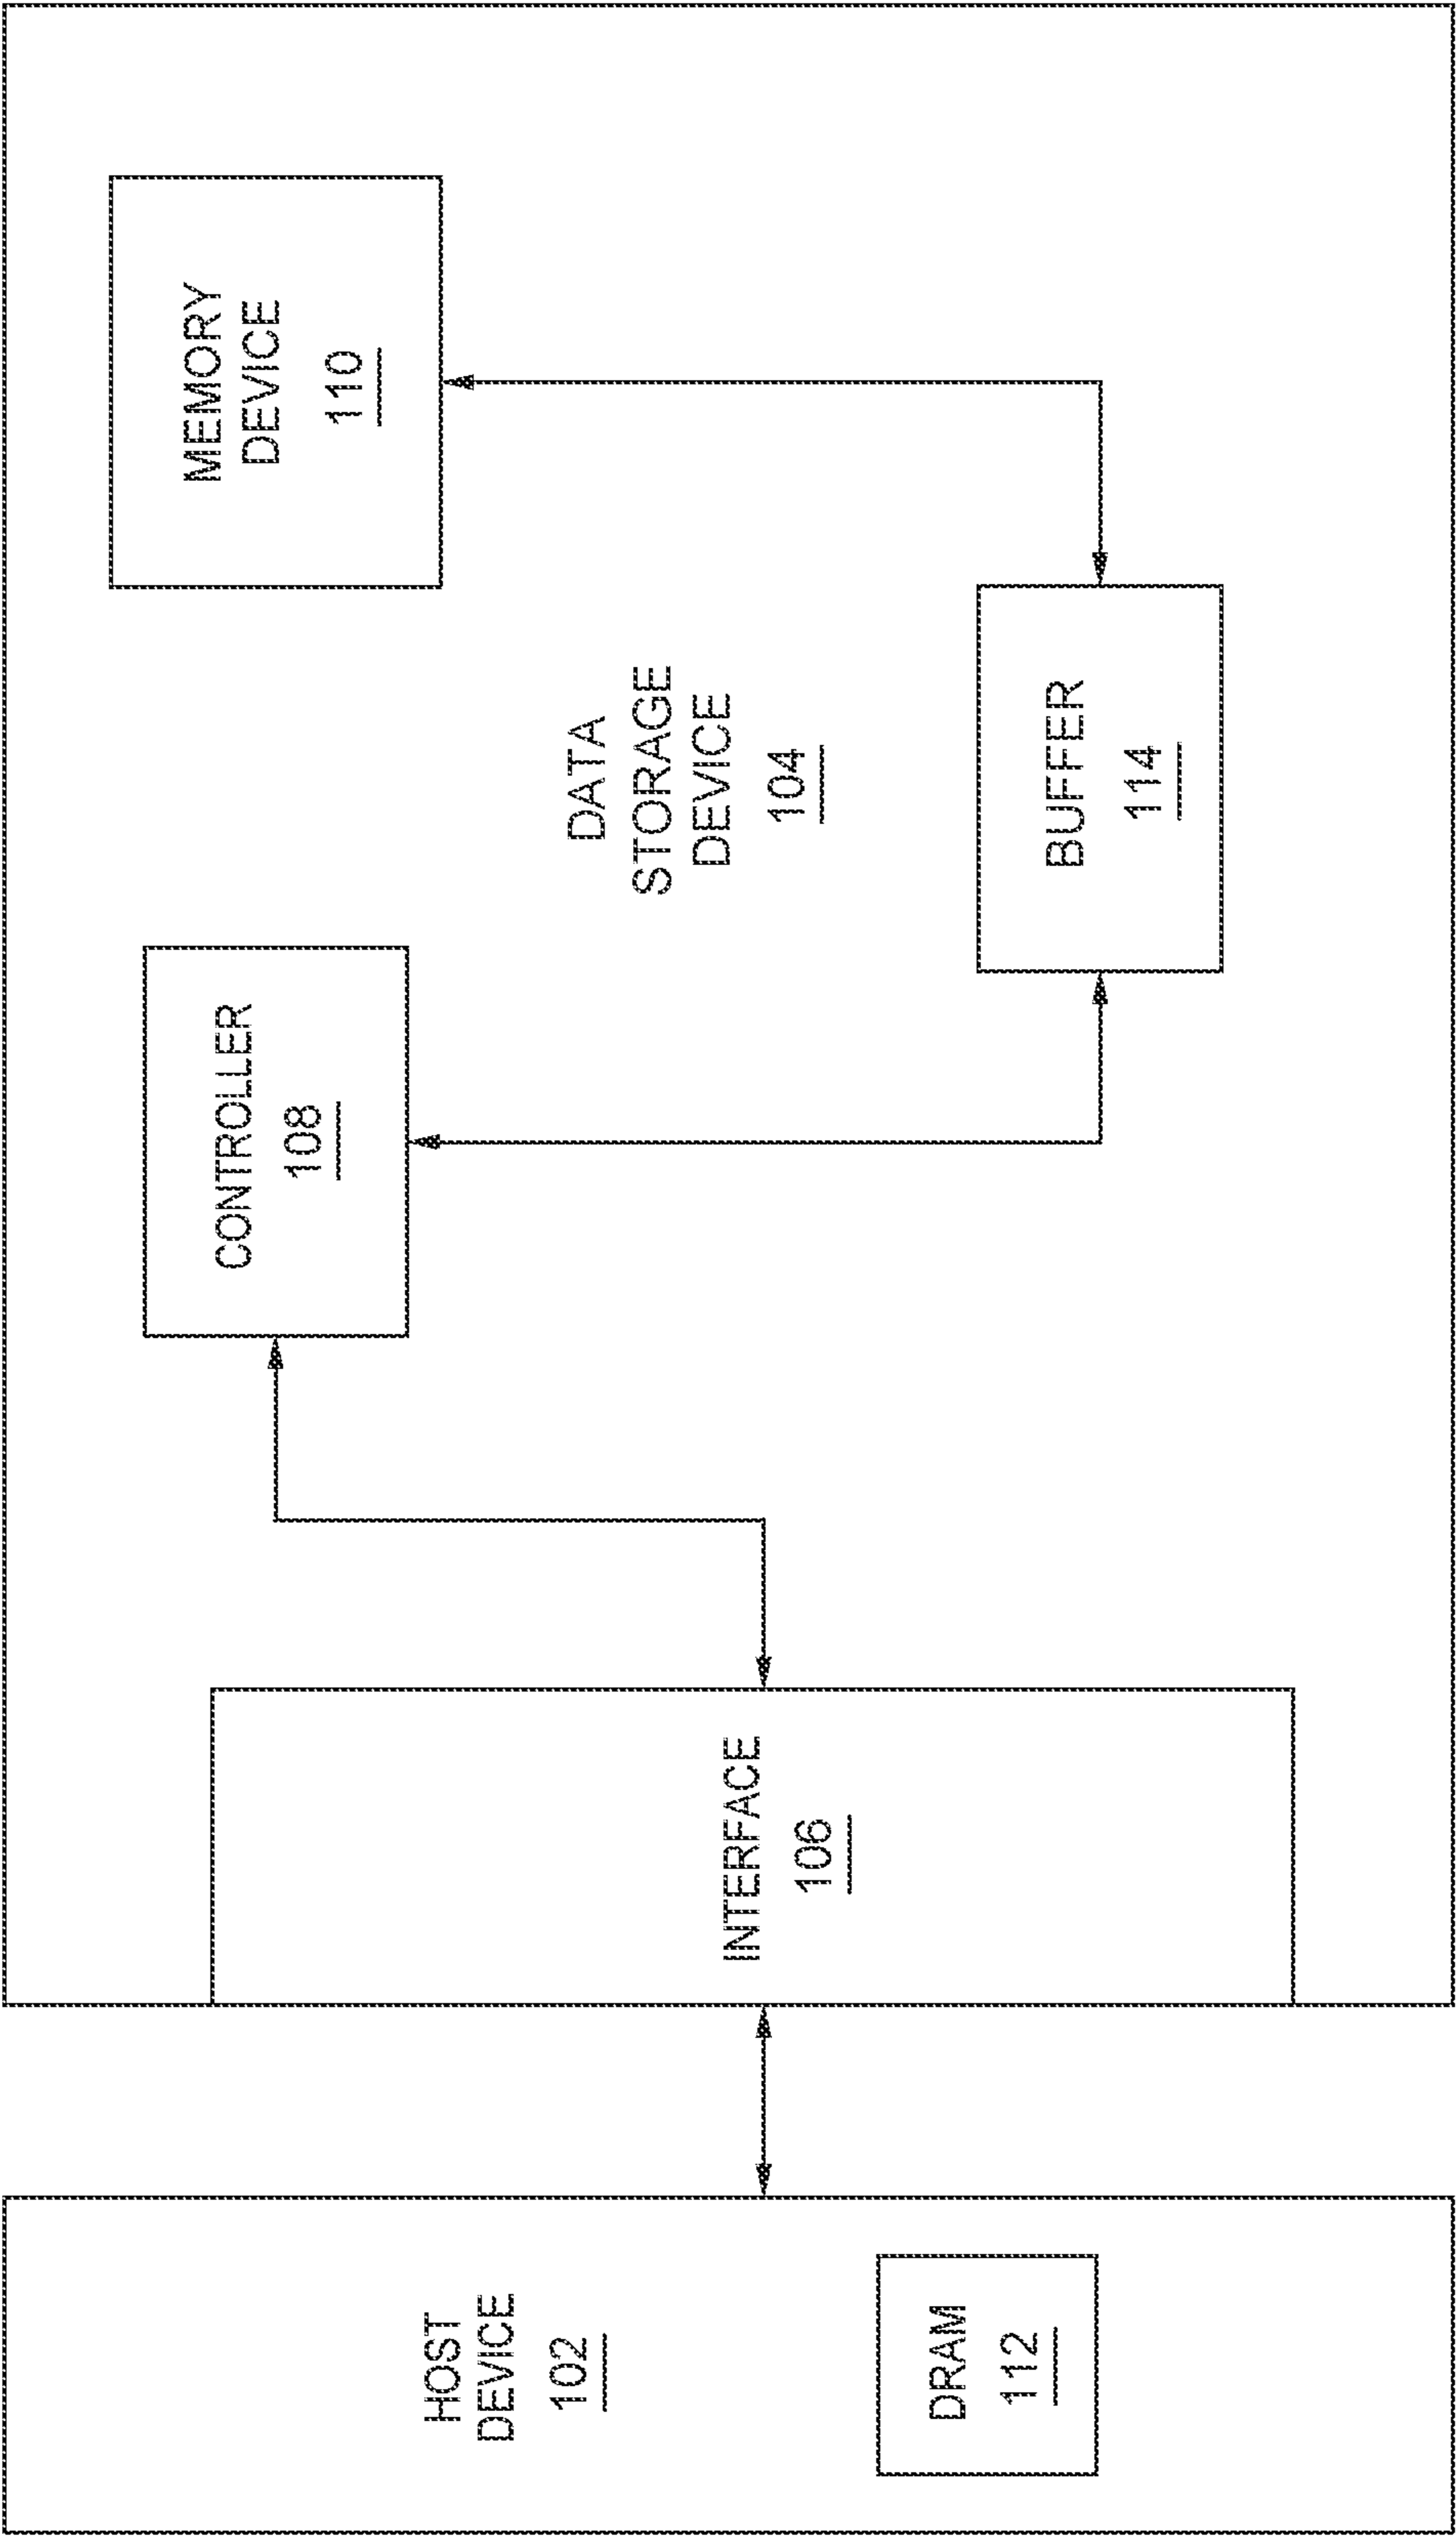 HOST
DEVICE
102
DRAM
112
INTERFACE
106
CONTROLLER
108
DATA
STORAGE
DEVICE
104
BUFFER
114
MEMORY
DEVICE
110